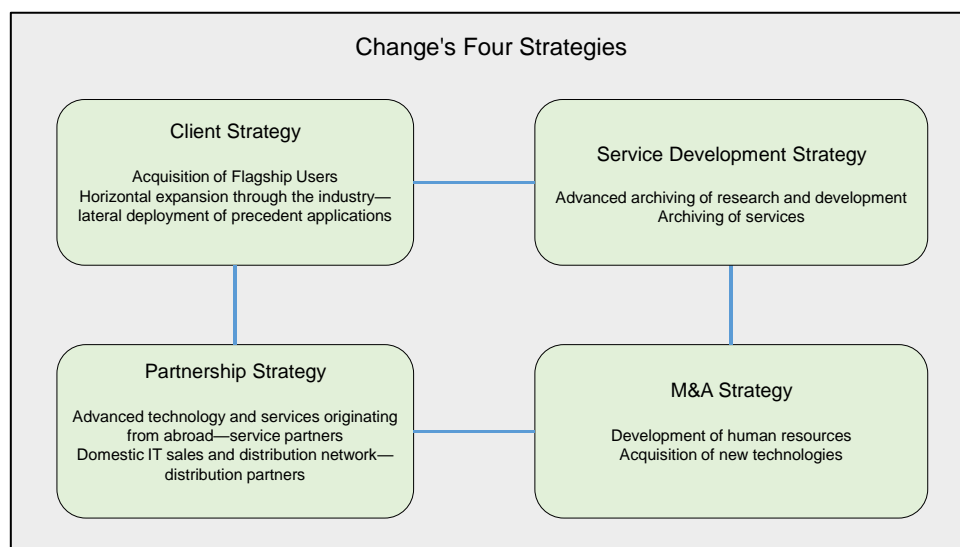 Change's Four Strategies
Client Strategy
Acquisition of Flagship Users
Horizontal expansion through the industry—
lateral deployment of precedent applications
Service Development Strategy
Advanced archiving of research and development
Archiving of services
Partnership Strategy
Advanced technology and services originating
from abroad—service partners
Domestic IT sales and distribution network—
distribution partners
M&A Strategy
Development of human resources
Acquisition of new technologies